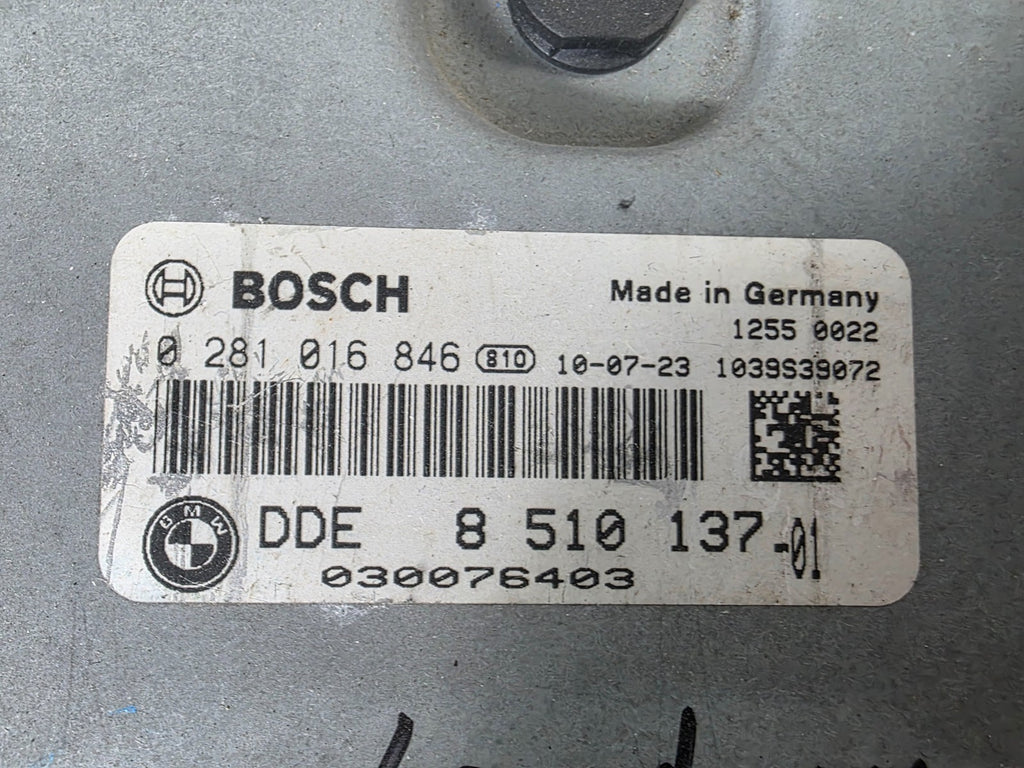 BOSCH
Made in Germany
1255 0022
0 281 016 846 810 10-07-23 1039S39072
BMW
DDE 8 510 137-01
030076403